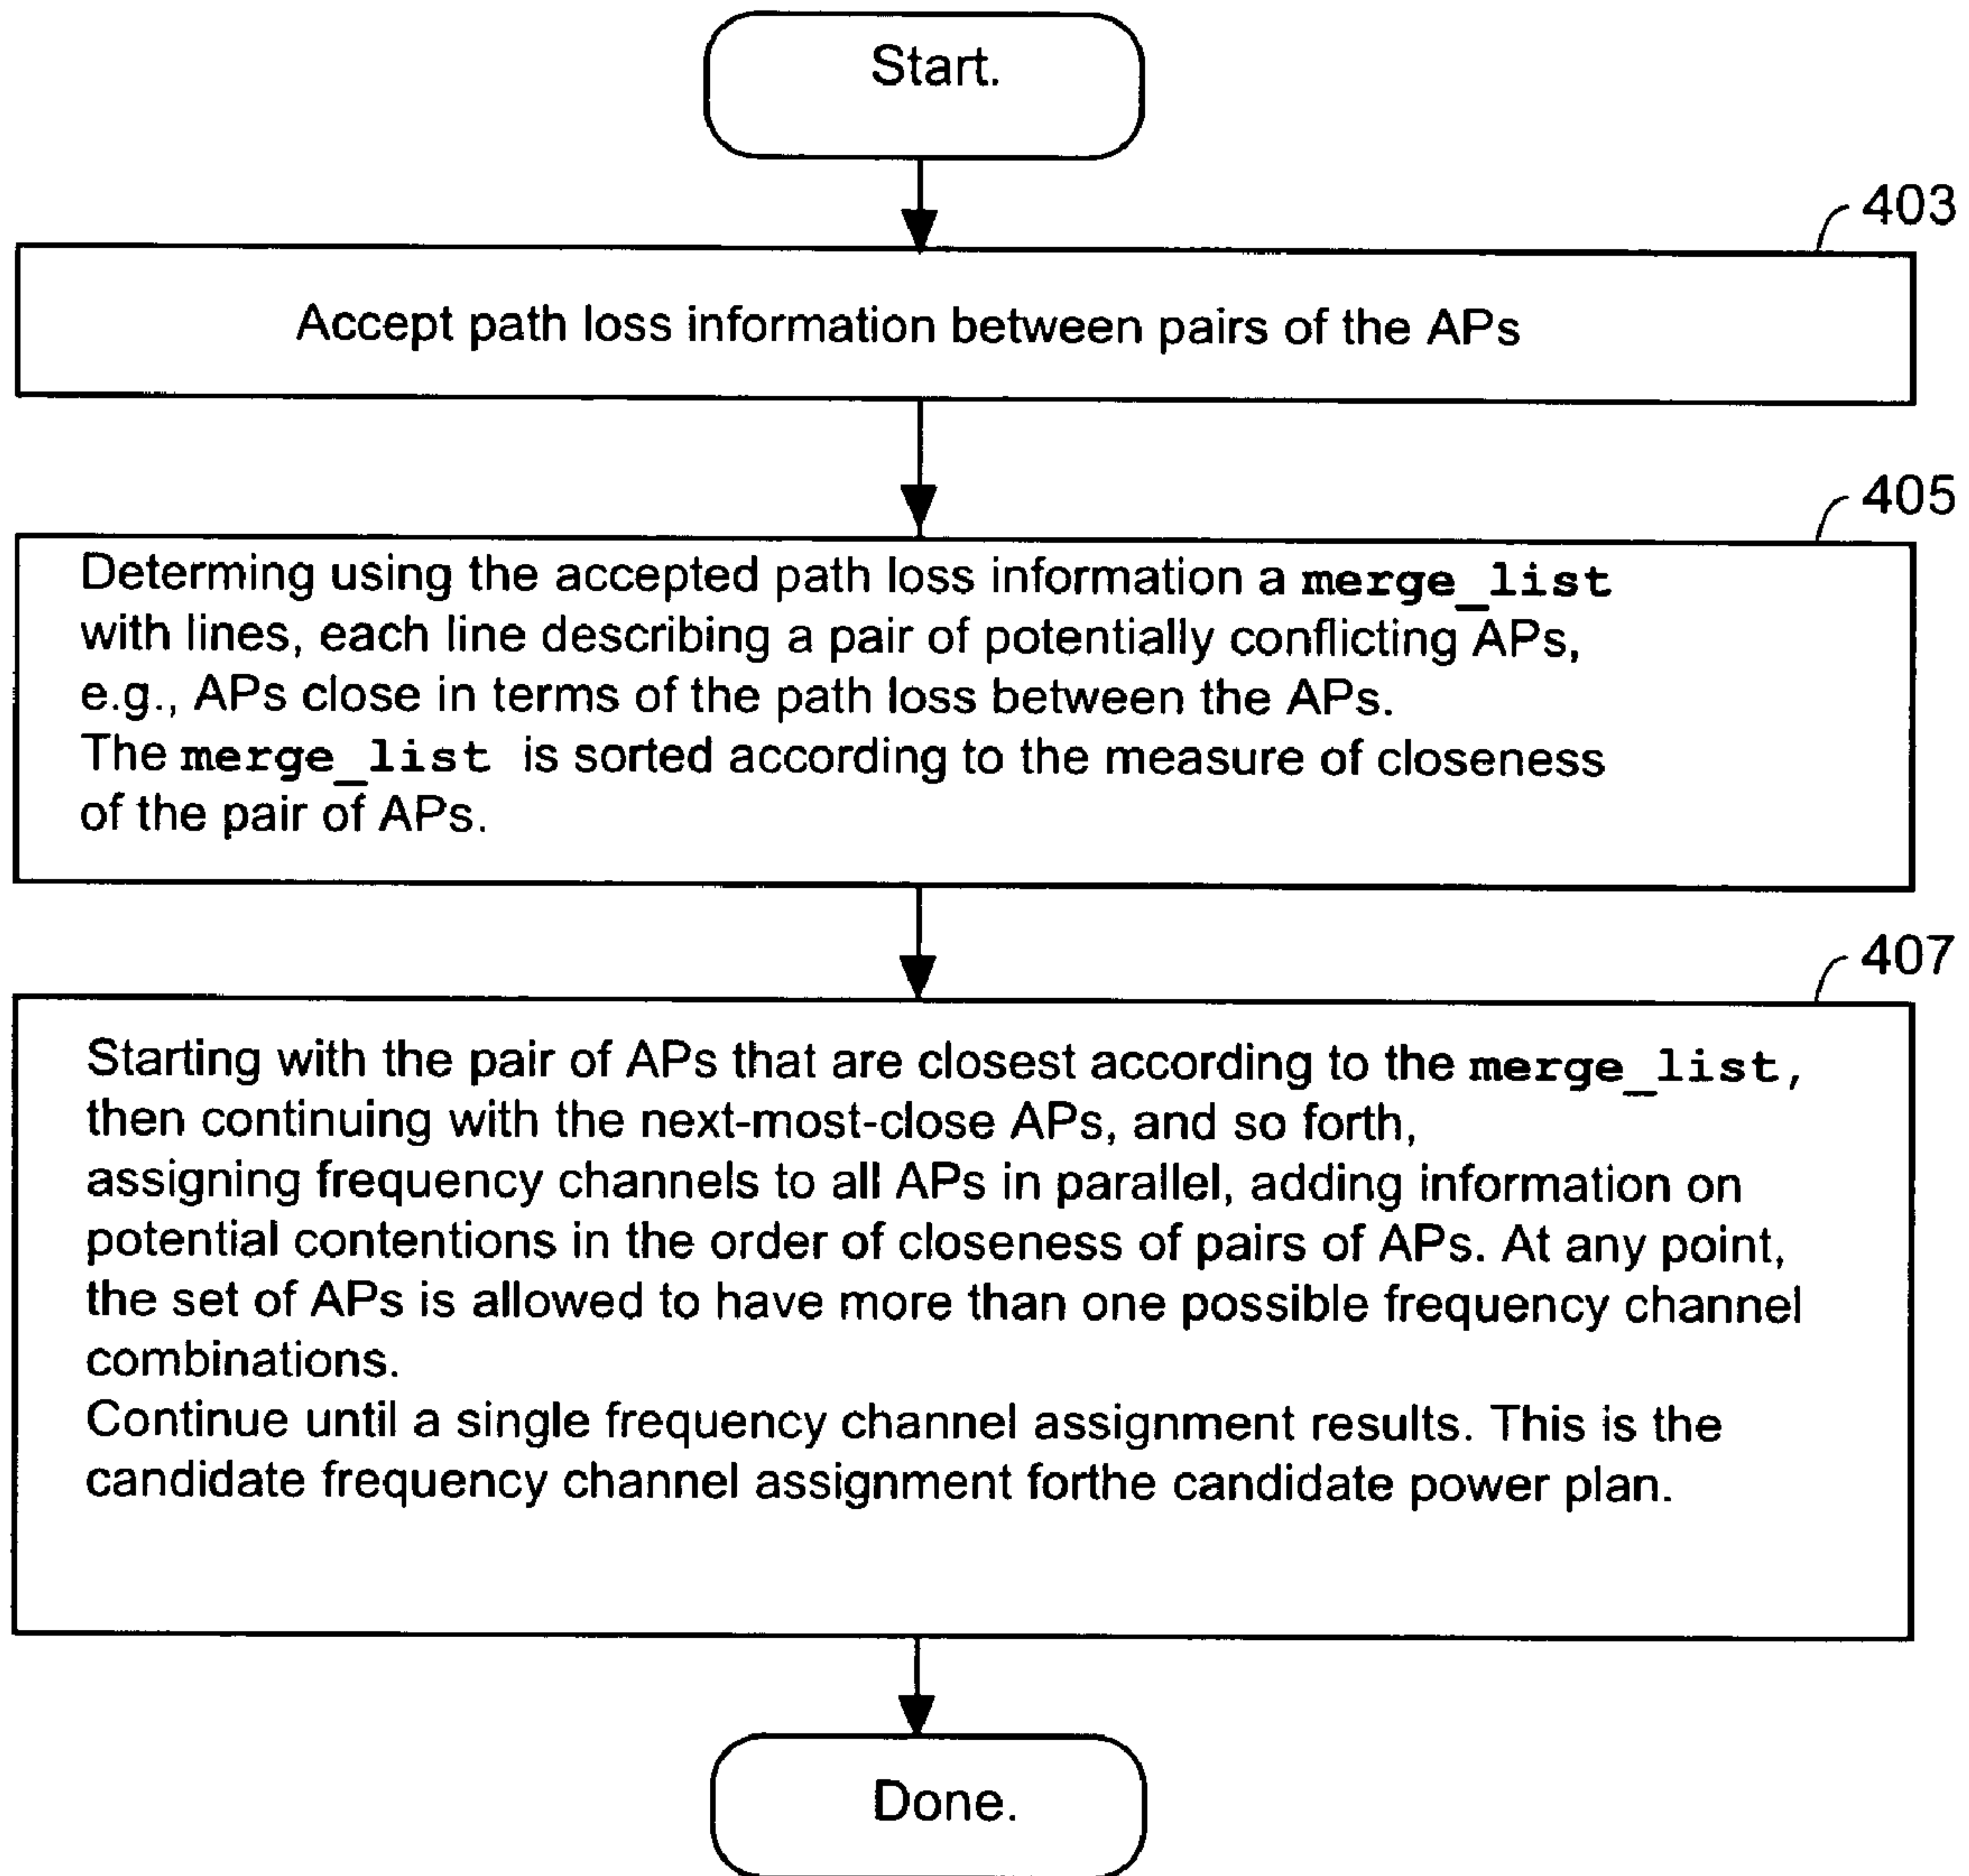 Start.
403
Accept path loss information between pairs of the APs
405
Determing using the accepted path loss information a merge_list
with lines, each line describing a pair of potentially conflicting APs,
e.g., APs close in terms of the path loss between the APs.
The merge_list is sorted according to the measure of closeness
of the pair of APs.
407
Starting with the pair of APs that are closest according to the merge_list,
then continuing with the next-most-close APs, and so forth,
assigning frequency channels to all APs in parallel, adding information on
potential contentions in the order of closeness of pairs of APs. At any point,
the set of APs is allowed to have more than one possible frequency channel
combinations.
Continue until a single frequency channel assignment results. This is the
candidate frequency channel assignment forthe candidate power plan.
Done.